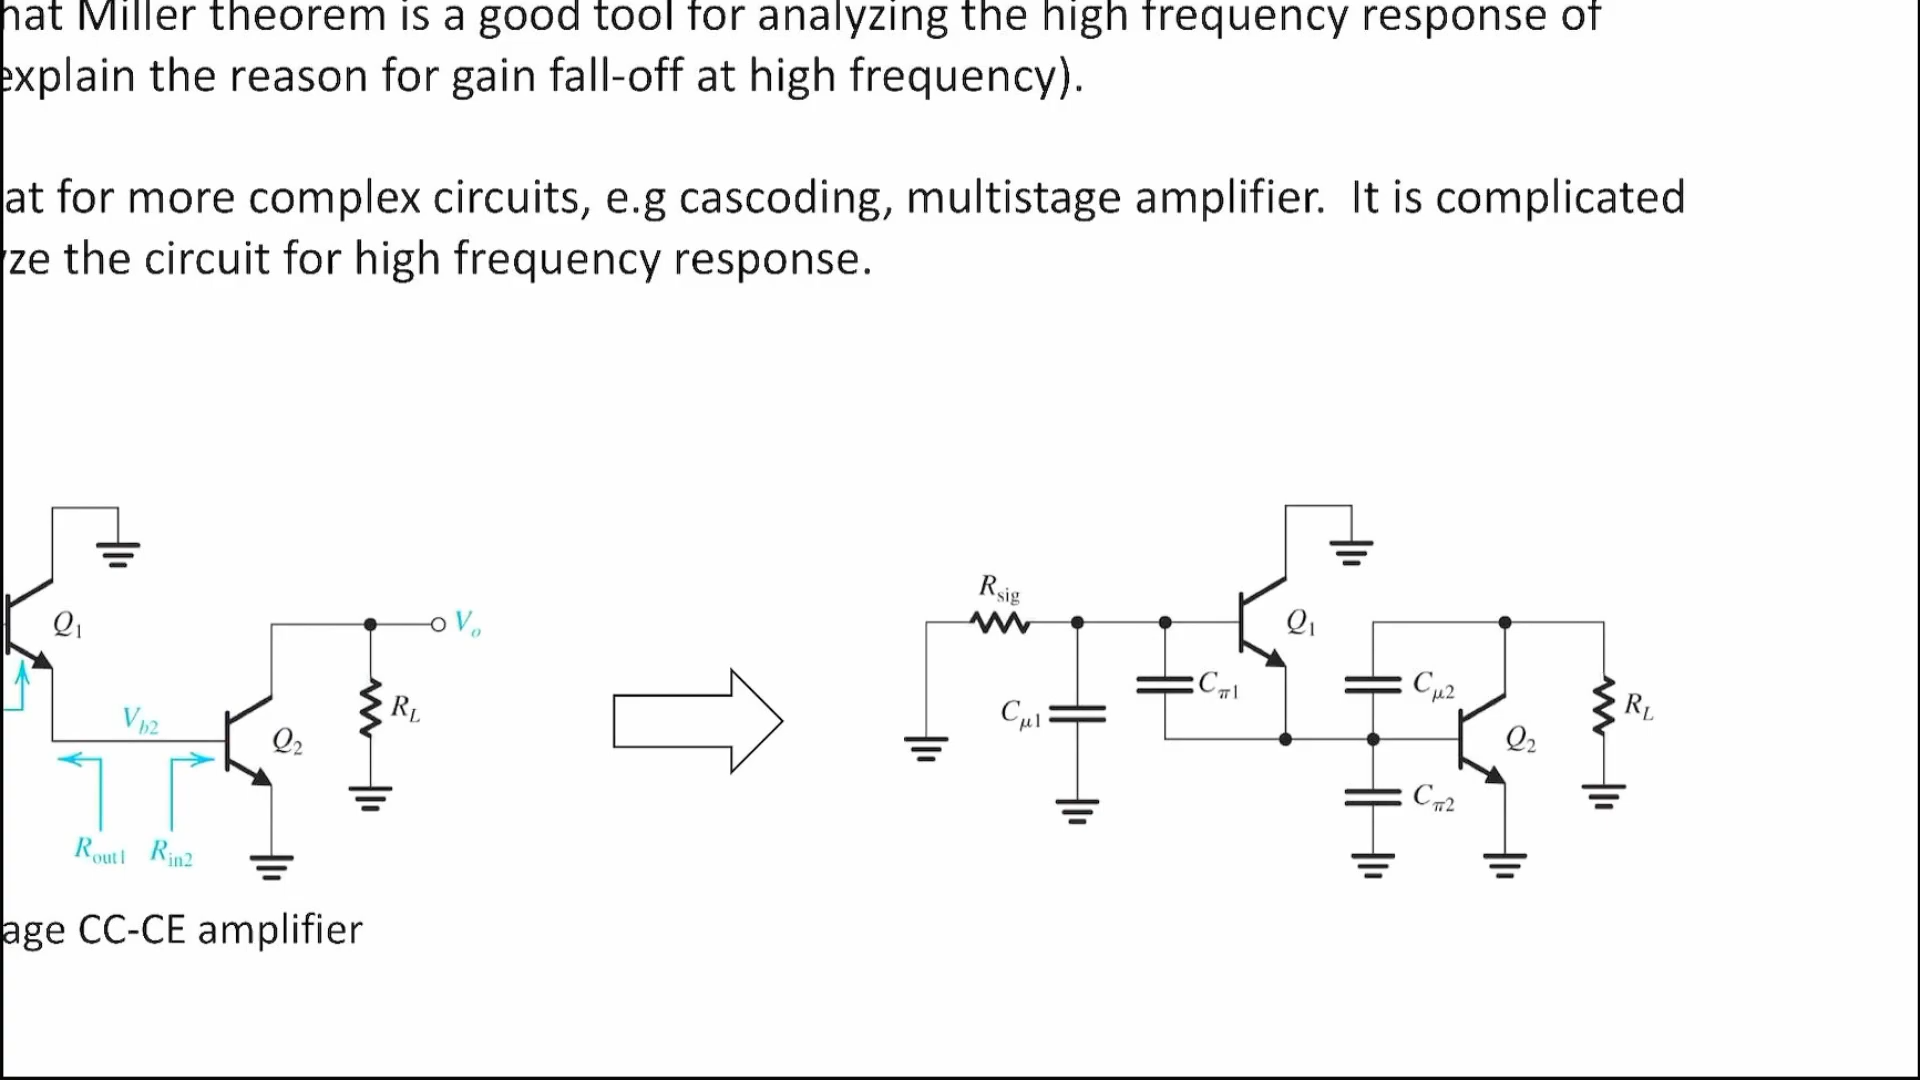 hat Miller theorem is a good tool for analyzing the high frequency response of
explain the reason for gain fall-off at high frequency).
at for more complex circuits, e.g cascoding, multistage amplifier. It is complicated
ze the circuit for high frequency response.
Q1
Vo
Vb2
RL
Q2
Rout1 Rin2
Rsig
Q1
Cπ1
Cμ1
Cμ2
RL
Q2
Cπ2
age CC-CE amplifier